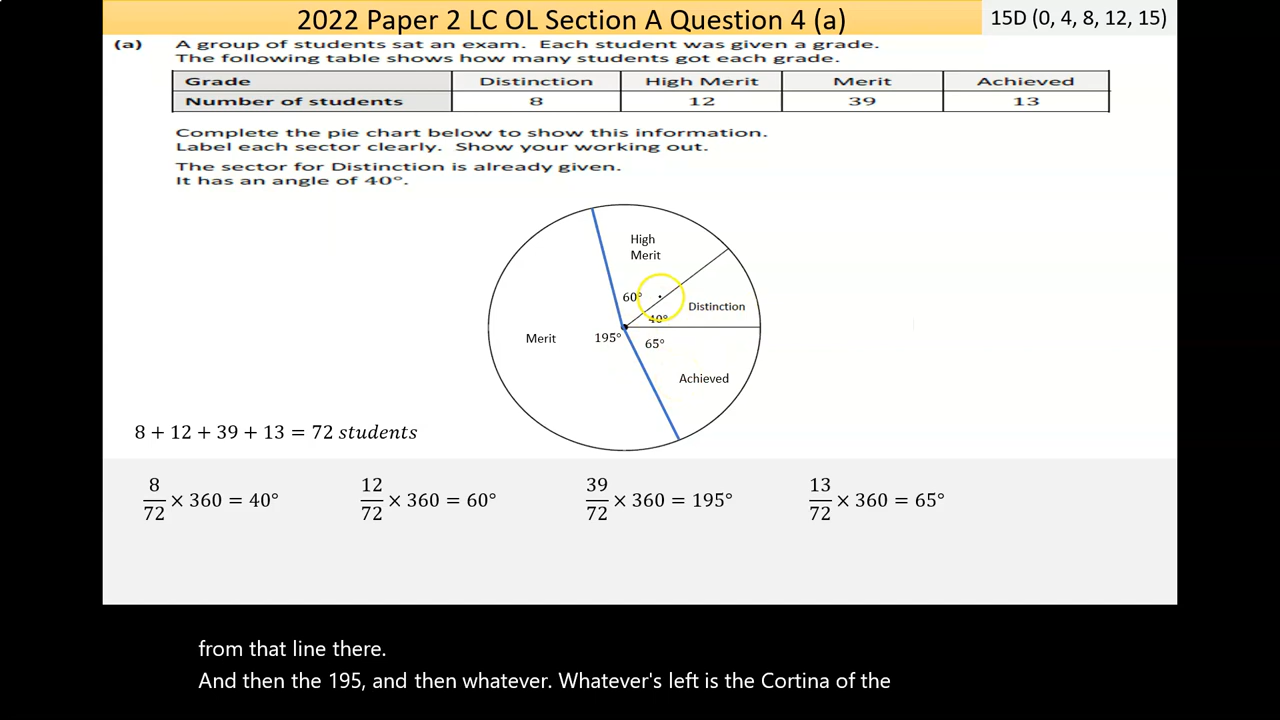 2022 Paper 2 LC OL Section A Question 4 (a)
15D (0, 4, 8, 12, 15)
(a) A group of students sat an exam. Each student was given a grade.
The following table shows how many students got each grade.
Grade Distinction High Merit Merit Achieved
Number of students 8 12 39 13
Complete the pie chart below to show this information.
Label each sector clearly. Show your working out.
The sector for Distinction is already given.
It has an angle of 40°.
High
Merit
60°
Distinction
40°
Merit
195°
65°
Achieved
8 + 12 + 39 + 13 = 72 students
8/72 × 360 = 40° 12/72 × 360 = 60° 39/72 × 360 = 195° 13/72 × 360 = 65°
from that line there.
And then the 195, and then whatever. Whatever's left is the Cortina of the